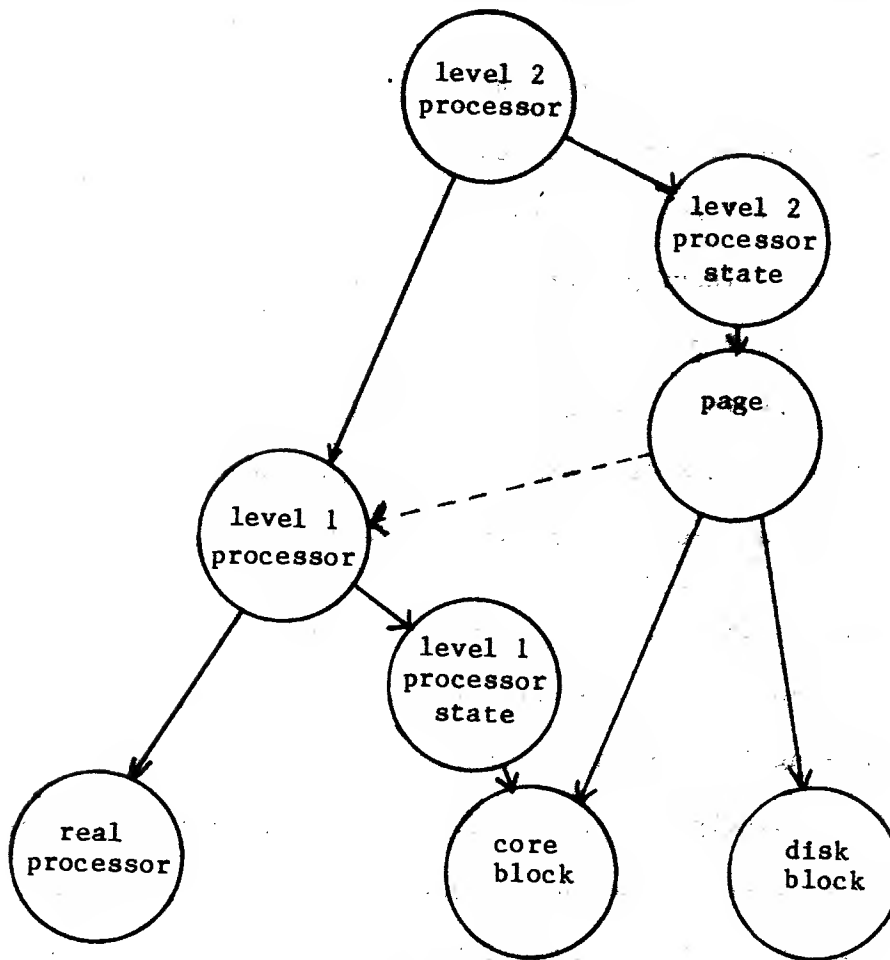 level 2
processor
level 2
processor
state
page
level 1
processor
level 1
processor
state
real
processor
core
block
disk
block